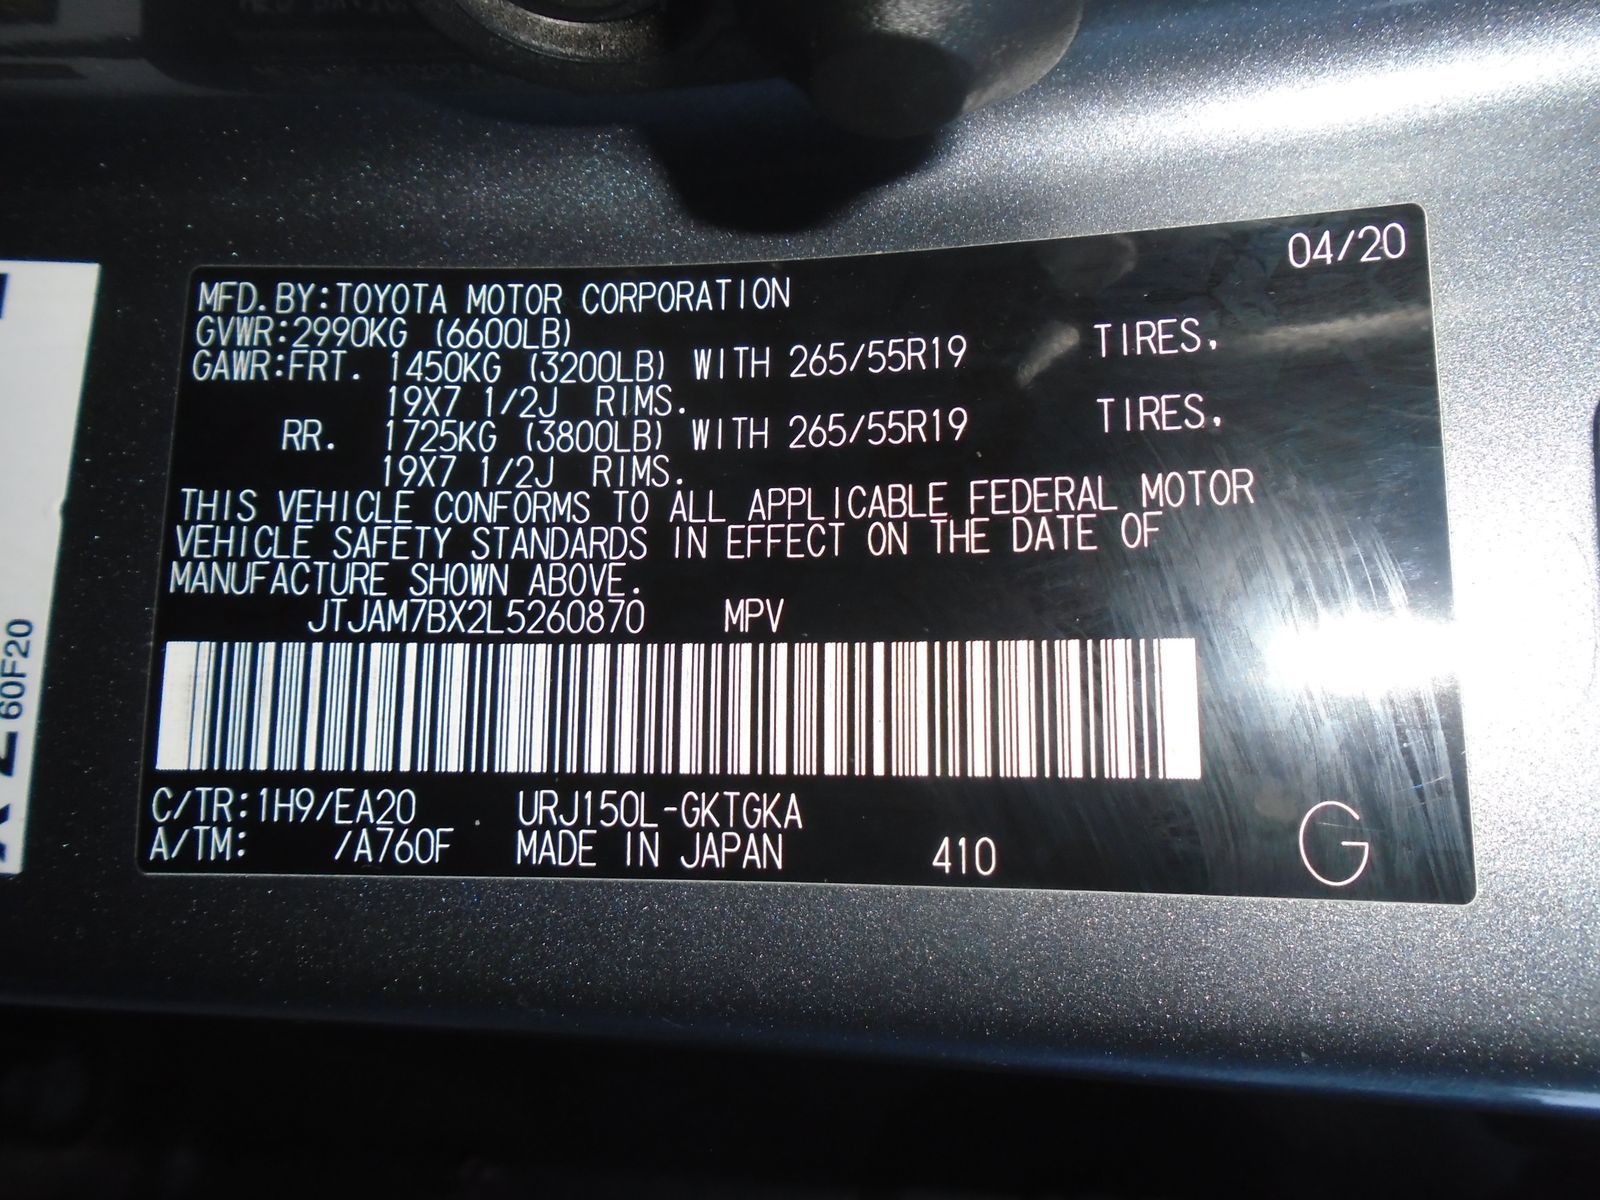 04/20
MFD. BY:TOYOTA MOTOR CORPORATION
GVWR:2990KG (6600LB)
GAWR:FRT. 1450KG (3200LB) WITH 265/55R19 TIRES,
19X7 1/2J RIMS.
RR. 1725KG (3800LB) WITH 265/55R19 TIRES,
19X7 1/2J RIMS.
THIS VEHICLE CONFORMS TO ALL APPLICABLE FEDERAL MOTOR
VEHICLE SAFETY STANDARDS IN EFFECT ON THE DATE OF
MANUFACTURE SHOWN ABOVE.
JTJAM7BX2L5260870 MPV
C/TR:1H9/EA20 URJ150L-GKTGKA
A/TM: /A760F MADE IN JAPAN 410 G
60F20